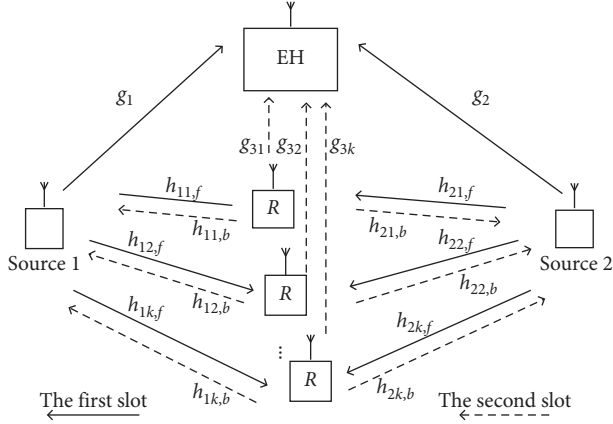 EH
g1
g2
g31
g32
g3k
h11,f
h21,f
R
h11,b
h21,b
h12,f
h22,f
Source 1
Source 2
R
h12,b
h22,b
h1k,f
h2k,f
⋮
R
h1k,b
h2k,b
The first slot
The second slot